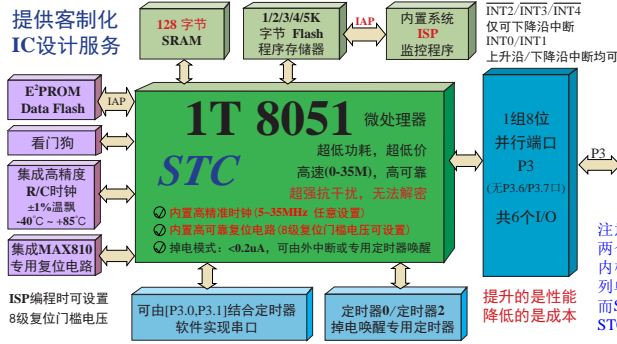 提供客制化
IC设计服务
128 字节
SRAM
1/2/3/4/5K
字节 Flash
程序存储器
IAP
内置系统
ISP
监控程序
INT2/INT3/INT4
仅可下降沿中断
INT0/INT1
上升沿/下降沿中断均可
E²PROM
Data Flash
IAP
看门狗
集成高精度
R/C时钟
±1%温飘
-40℃ ~ +85℃
集成MAX810
专用复位电路
1T 8051 微处理器
STC
超低功耗，超低价
高速(0-35M)，高可靠
超强抗干扰，无法解密
内置高精准时钟(5~35MHz 任意设置)
内置高可靠复位电路(8级复位门槛电压可设置)
掉电模式：<0.2uA，可由外中断或专用定时器唤醒
1组8位
并行端口
P3
(无P3.6/P3.7口)
共6个I/O
P3
ISP编程时可设置
8级复位门槛电压
可由[P3.0,P3.1]结合定时器
软件实现串口
定时器0/定时器2
掉电唤醒专用定时器
提升的是性能
降低的是成本
两个
内
列
而S
STC